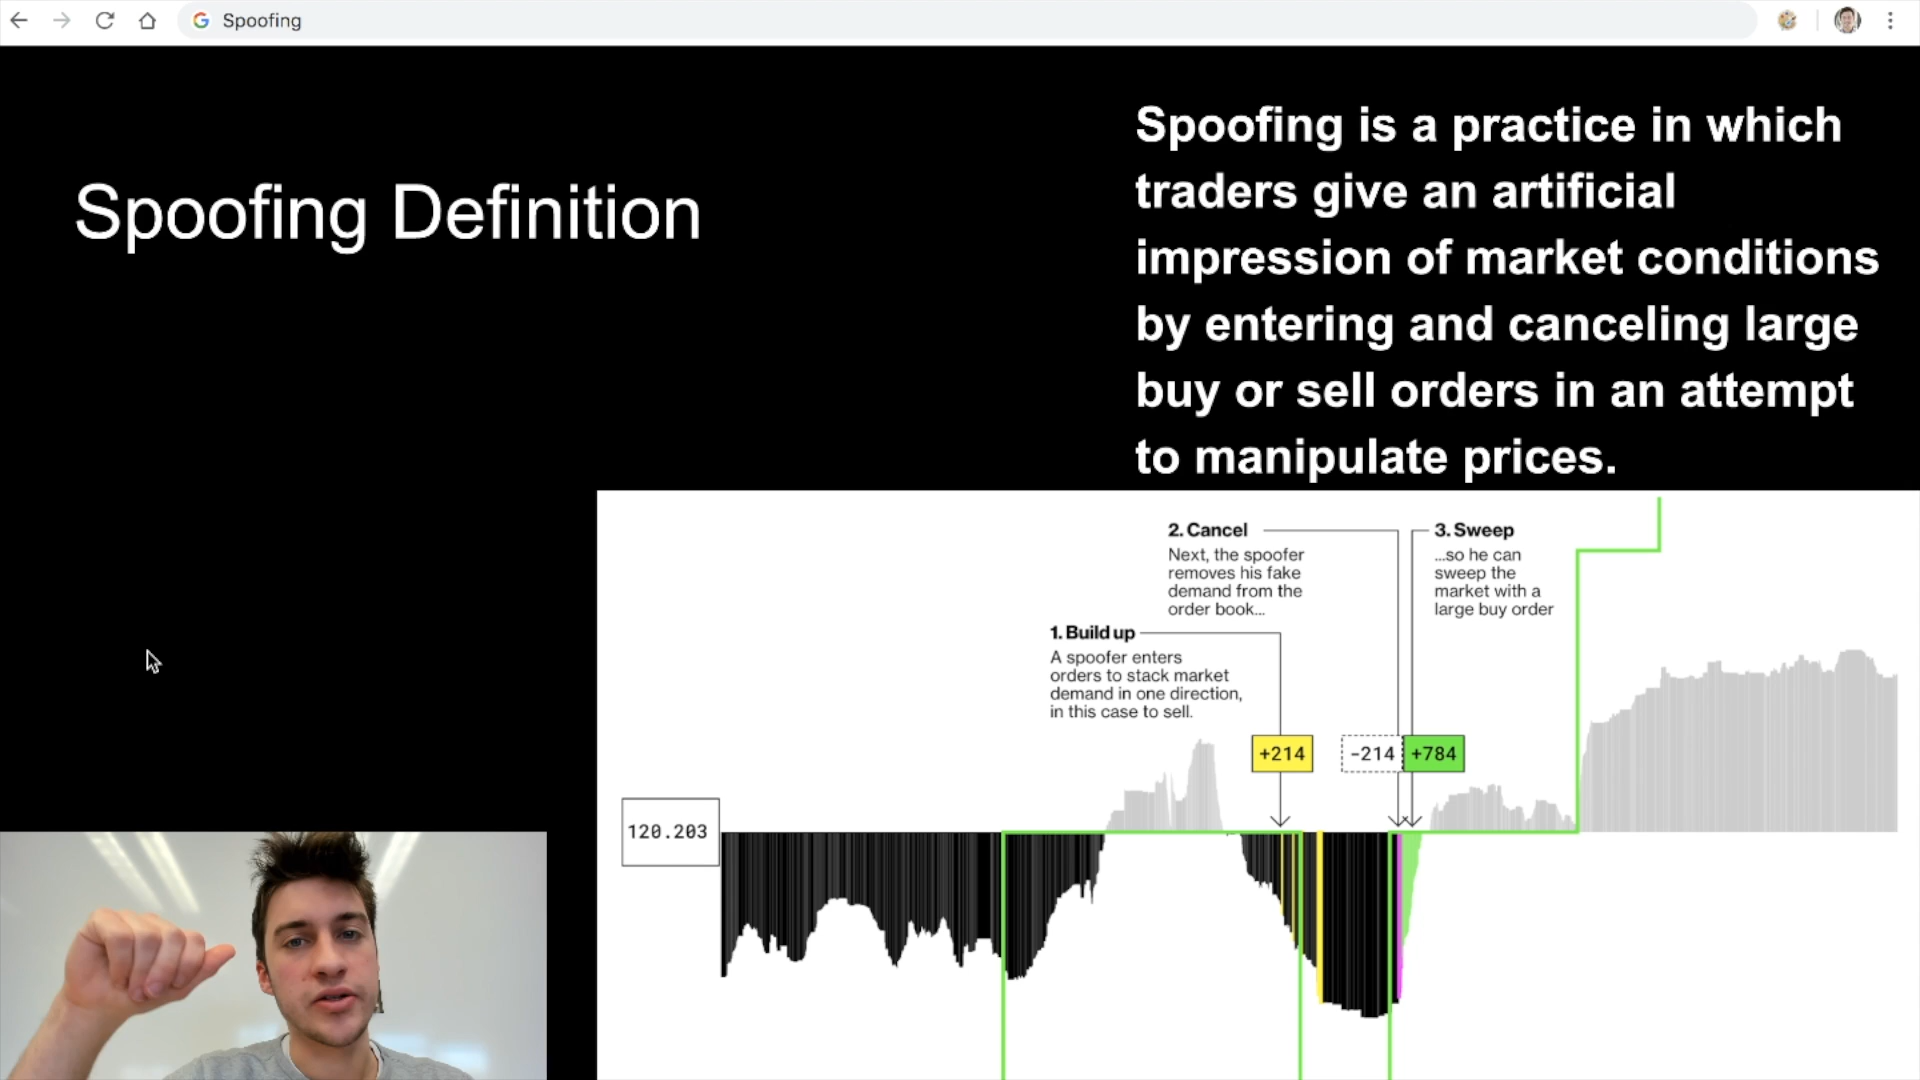 Spoofing
Spoofing Definition
Spoofing is a practice in which
traders give an artificial
impression of market conditions
by entering and canceling large
buy or sell orders in an attempt
to manipulate prices.
2. Cancel
Next, the spoofer
removes his fake
demand from the
order book...
3. Sweep
...so he can
sweep the
market with a
large buy order
1. Build up
A spoofer enters
orders to stack market
demand in one direction,
in this case to sell.
+214
-214
+784
120.203